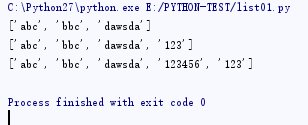 C:\Python27\python.exe E:/PYTHON-TEST/list01.py
['abc', 'bbc', 'dawsda']
['abc', 'bbc', 'dawsda', '123']
['abc', 'bbc', 'dawsda', '123456', '123']
Process finished with exit code 0